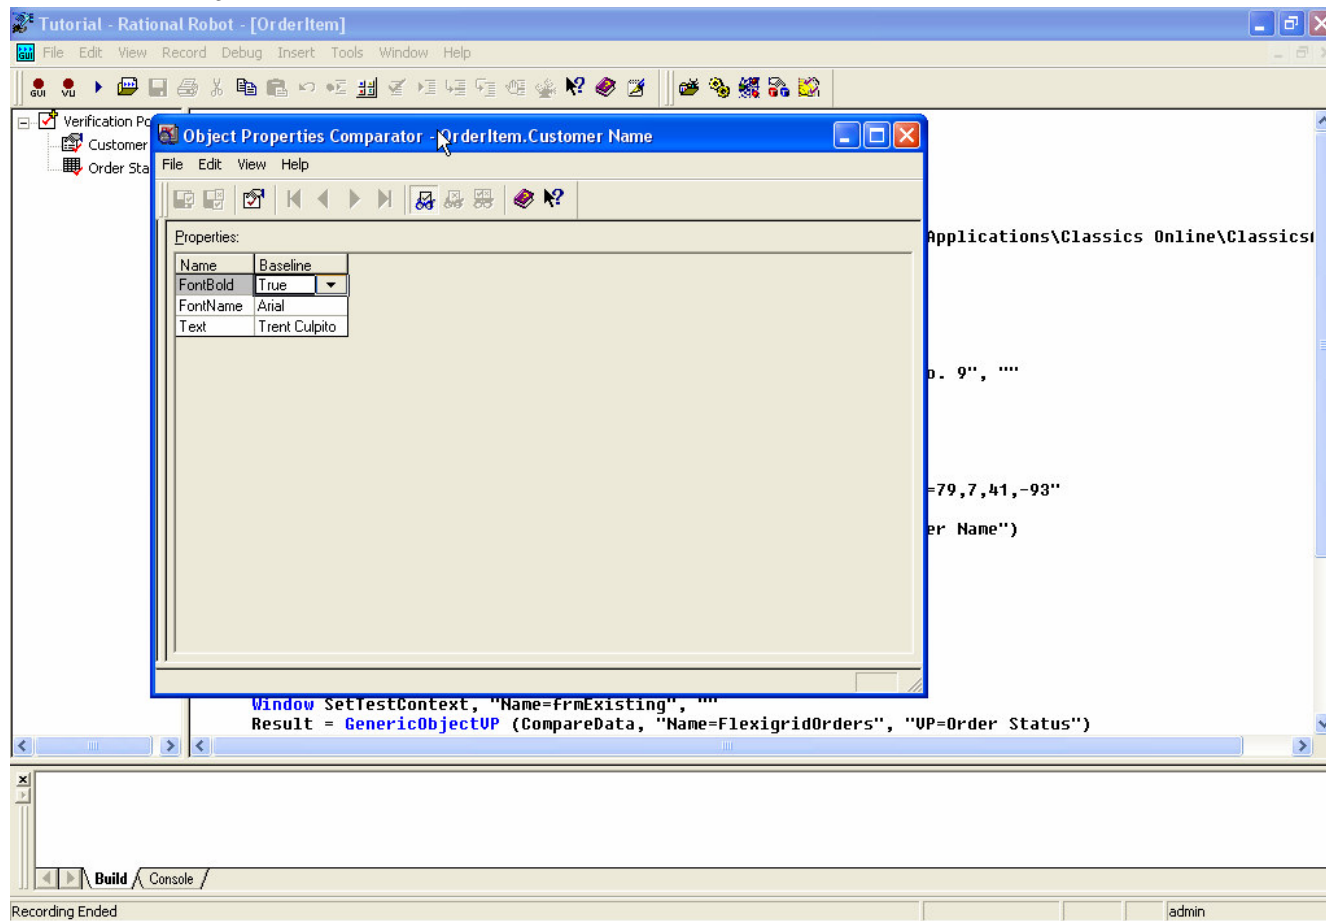 Tutorial - Rational Robot - [OrderItem]
File Edit View Record Debug Insert Tools Window Help
GUI VU
Verification Po
Customer
Order Sta
Object Properties Comparator - OrderItem.Customer Name
File Edit View Help
Properties:
Name Baseline
FontBold True
FontName Arial
Text Trent Culpito
Applications\Classics Online\Classics
o. 9", ""
=79,7,41,-93"
er Name")
Window SetTestContext, "Name=frmExisting", ""
Result = GenericObjectVP (CompareData, "Name=FlexigridOrders", "VP=Order Status")
Build Console
Recording Ended admin